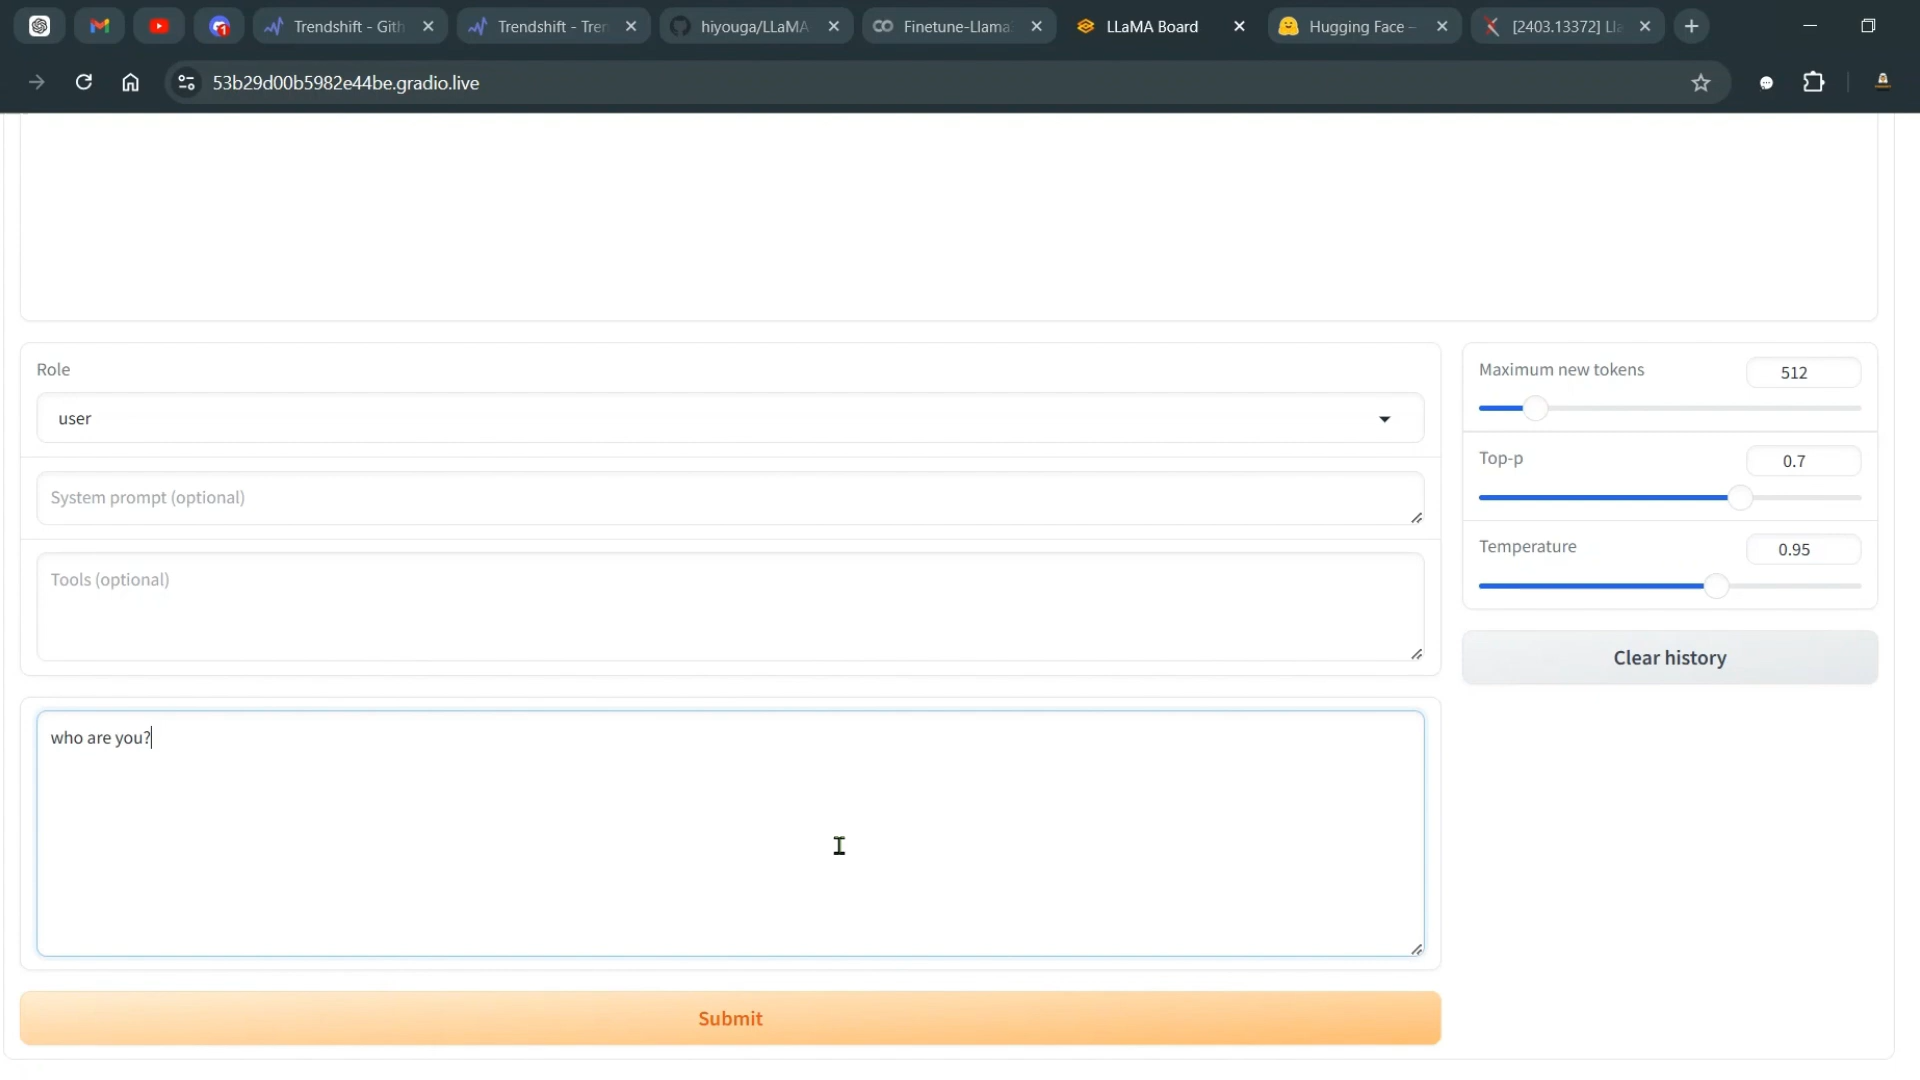 Trendshift - Gith
Trendshift - Tren
hiyouga/LLaMA
Finetune-Llama
LLaMA Board
Hugging Face –
[2403.13372] Lla
53b29d00b5982e44be.gradio.live
Role
user
System prompt (optional)
Tools (optional)
who are you?
Submit
Maximum new tokens
512
Top-p
0.7
Temperature
0.95
Clear history